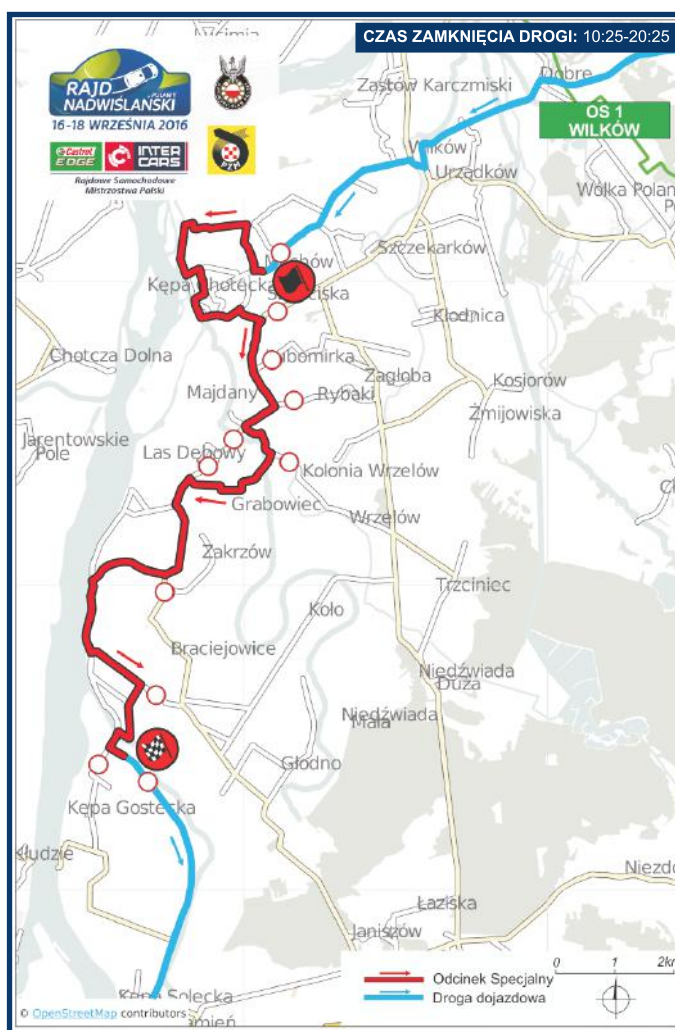 CZAS ZAMKNIĘCIA DROGI: 10:25-20:25
RAJD
NADWIŚLAŃSKI
16-18 WRZEŚNIA 2016
Castrol
EDGE
INTER
CARS
PZM
Rajdowe Samochodowe
Mistrzostwa Polski
Zastów Karczmiski
Dobre
OS 1
WILKÓW
Wilków
Urządków
Wólka
Szczekarków
Kępa Chotecka
Kłodnica
Chotcza Dolna
Lubomirka
Zagłoba
Majdany
Rybaki
Kosiorów
Żmijowiska
Jarentowskie
Pole
Las Dębowy
Kolonia Wrzelów
Grabowiec
Wrzelów
Zakrzów
Trzciniec
Koło
Braciejowice
Niedźwiada
Duża
Niedźwiada
Mała
Głodno
Kępa Gostecka
Niezd
Łaziska
Janiszów
Kępa Solecka
Odcinek Specjalny
Droga dojazdowa
0 1 2k
© OpenStreetMap contributors